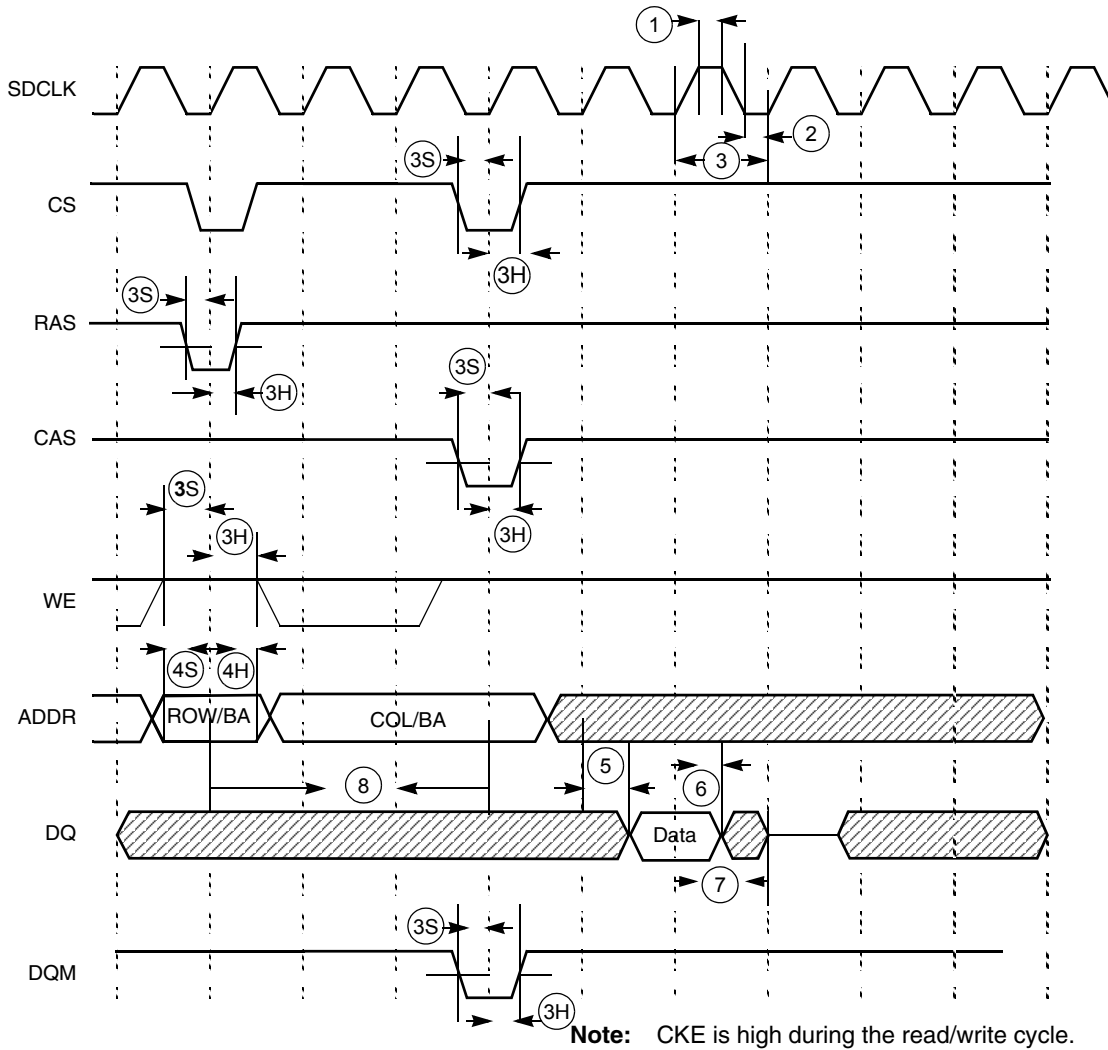 1
SDCLK
2
3S
3
CS
3H
3S
RAS
3S
3H
CAS
3S
3H
3H
WE
4S 4H
ADDR ROW/BA COL/BA
5
8 6
DQ Data
7
3S
DQM
3H
Note: CKE is high during the read/write cycle.